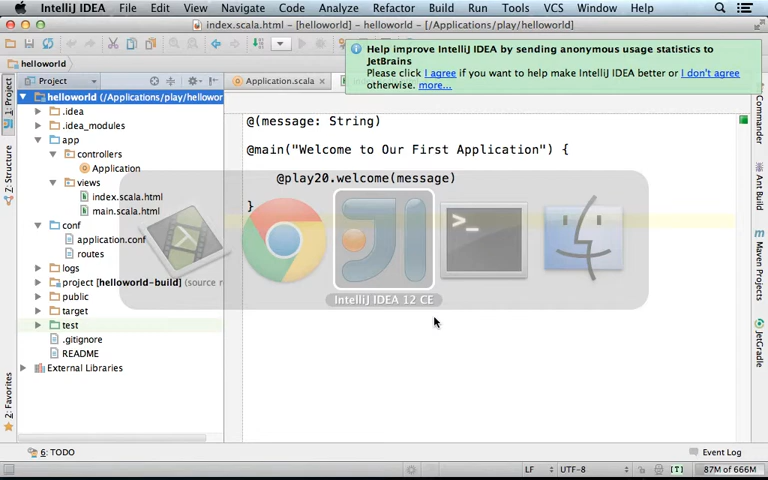 IntelliJ IDEA File Edit View Navigate Code Analyze Refactor Build Run Tools VCS Window Help
index.scala.html - [helloworld] - helloworld - [/Applications/play/helloworld]
helloworld
Help improve IntelliJ IDEA by sending anonymous usage statistics to
JetBrains
Please click I agree if you want to help make IntelliJ IDEA better or I don't agree
otherwise. more...
Project
Application.scala
1: Project
7: Structure
2: Favorites
helloworld (/Applications/play/hellowor
.idea
.idea_modules
app
controllers
Application
views
index.scala.html
main.scala.html
conf
application.conf
routes
logs
project [helloworld-build] (source r
public
target
test
.gitignore
README
External Libraries
@(message: String)
@main("Welcome to Our First Application") {
@play20.welcome(message)
}
IntelliJ IDEA 12 CE
Commander
Ant Build
Maven Projects
JetGradle
6: TODO
Event Log
LF
UTF-8
[T]
87M of 666M